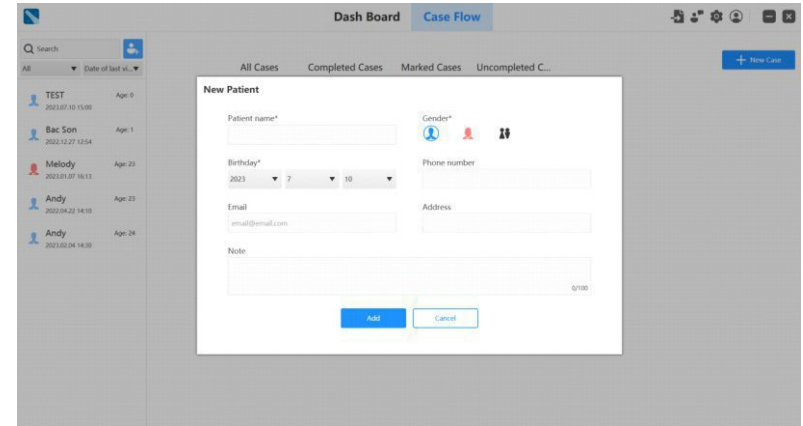 Dash Board Case Flow
Search
All Date of last vi...
All Cases Completed Cases Marked Cases Uncompleted C...
New Case
TEST Age: 0
2023.07.10 15:00
Bac Son Age: 1
2022.12.27 12:54
Melody Age: 23
2023.01.07 16:13
Andy Age: 23
2023.04.22 14:10
Andy Age: 24
2023.02.04 14:30
New Patient
Patient name* Gender*
Birthday* Phone number
2023 7 10
Email Address
email@email.com
Note
0/100
Add Cancel